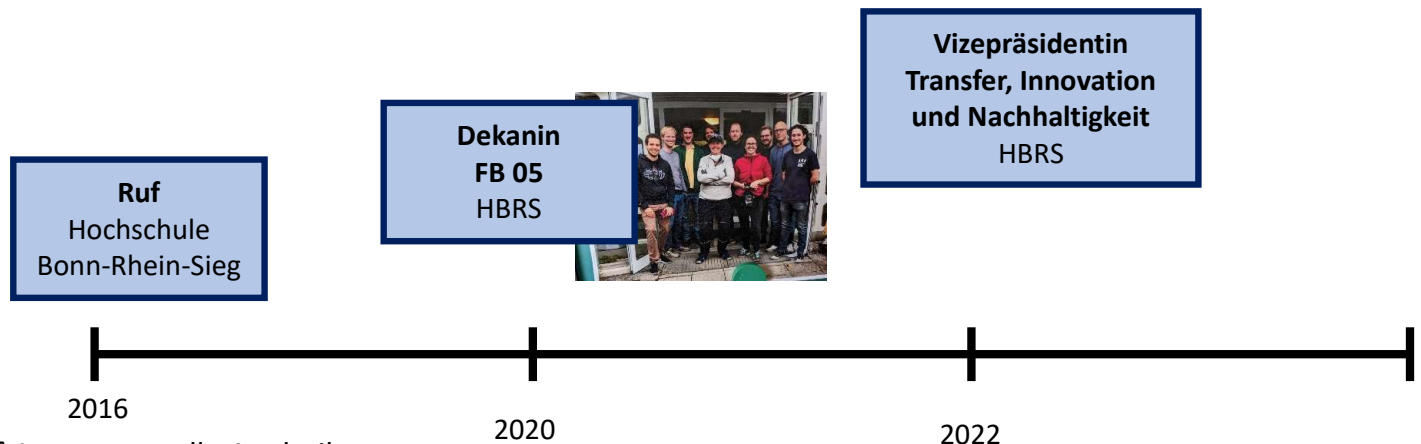 Vizepräsidentin
Transfer, Innovation
und Nachhaltigkeit
HBRS
Dekanin
FB 05
HBRS
Ruf
Hochschule
Bonn-Rhein-Sieg
2016
2020
2022